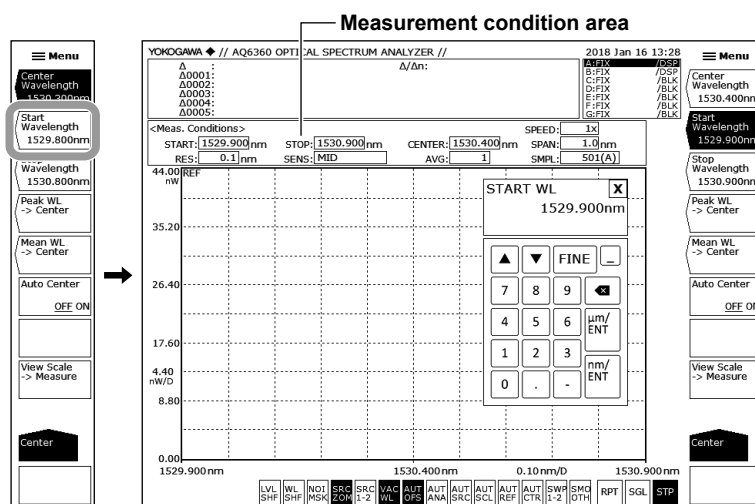 Measurement condition area
Menu
Center
Wavelength
1530.300nm
Start
Wavelength
1529.800nm
Stop
Wavelength
1530.800nm
Peak WL
-> Center
Mean WL
-> Center
Auto Center
OFF ON
View Scale
-> Measure
Center
YOKOGAWA ◆ // AQ6360 OPTICAL SPECTRUM ANALYZER //
2018 Jan 16 13:28
Δ :
Δ0001:
Δ0002:
Δ0003:
Δ0004:
Δ0005:
Δ/Δn:
A:FIX /DSP
B:FIX /DSP
C:FIX /BLK
D:FIX /BLK
E:FIX /BLK
F:FIX /BLK
G:FIX /BLK
<Meas. Conditions>
SPEED: 1x
START: 1529.900 nm STOP: 1530.900 nm CENTER: 1530.400 nm SPAN: 1.0 nm
RES: 0.1 nm SENS: MID AVG: 1 SMPL: 501(A)
44.00 REF
nW
35.20
26.40
17.60
4.40
nW/D
8.80
0.00
1529.900nm 1530.400nm 0.10nm/D 1530.900nm
START WL X
1529.900nm
▲ ▼ FINE _
7 8 9
4 5 6 μm/
ENT
1 2 3
nm/
ENT
0 . -
LVL SHF
WL SHF
NOI MSK
SRC ZOM
SRC 1-2
VAC WL
AUT OFS
AUT ANA
AUT SRC
AUT SCL
AUT REF
AUT CTR
SWP 1-2
SMO OTH
RPT
SGL
STP
Menu
Center
Wavelength
1530.400nm
Start
Wavelength
1529.900nm
Stop
Wavelength
1530.900nm
Peak WL
-> Center
Mean WL
-> Center
Auto Center
OFF ON
View Scale
-> Measure
Center